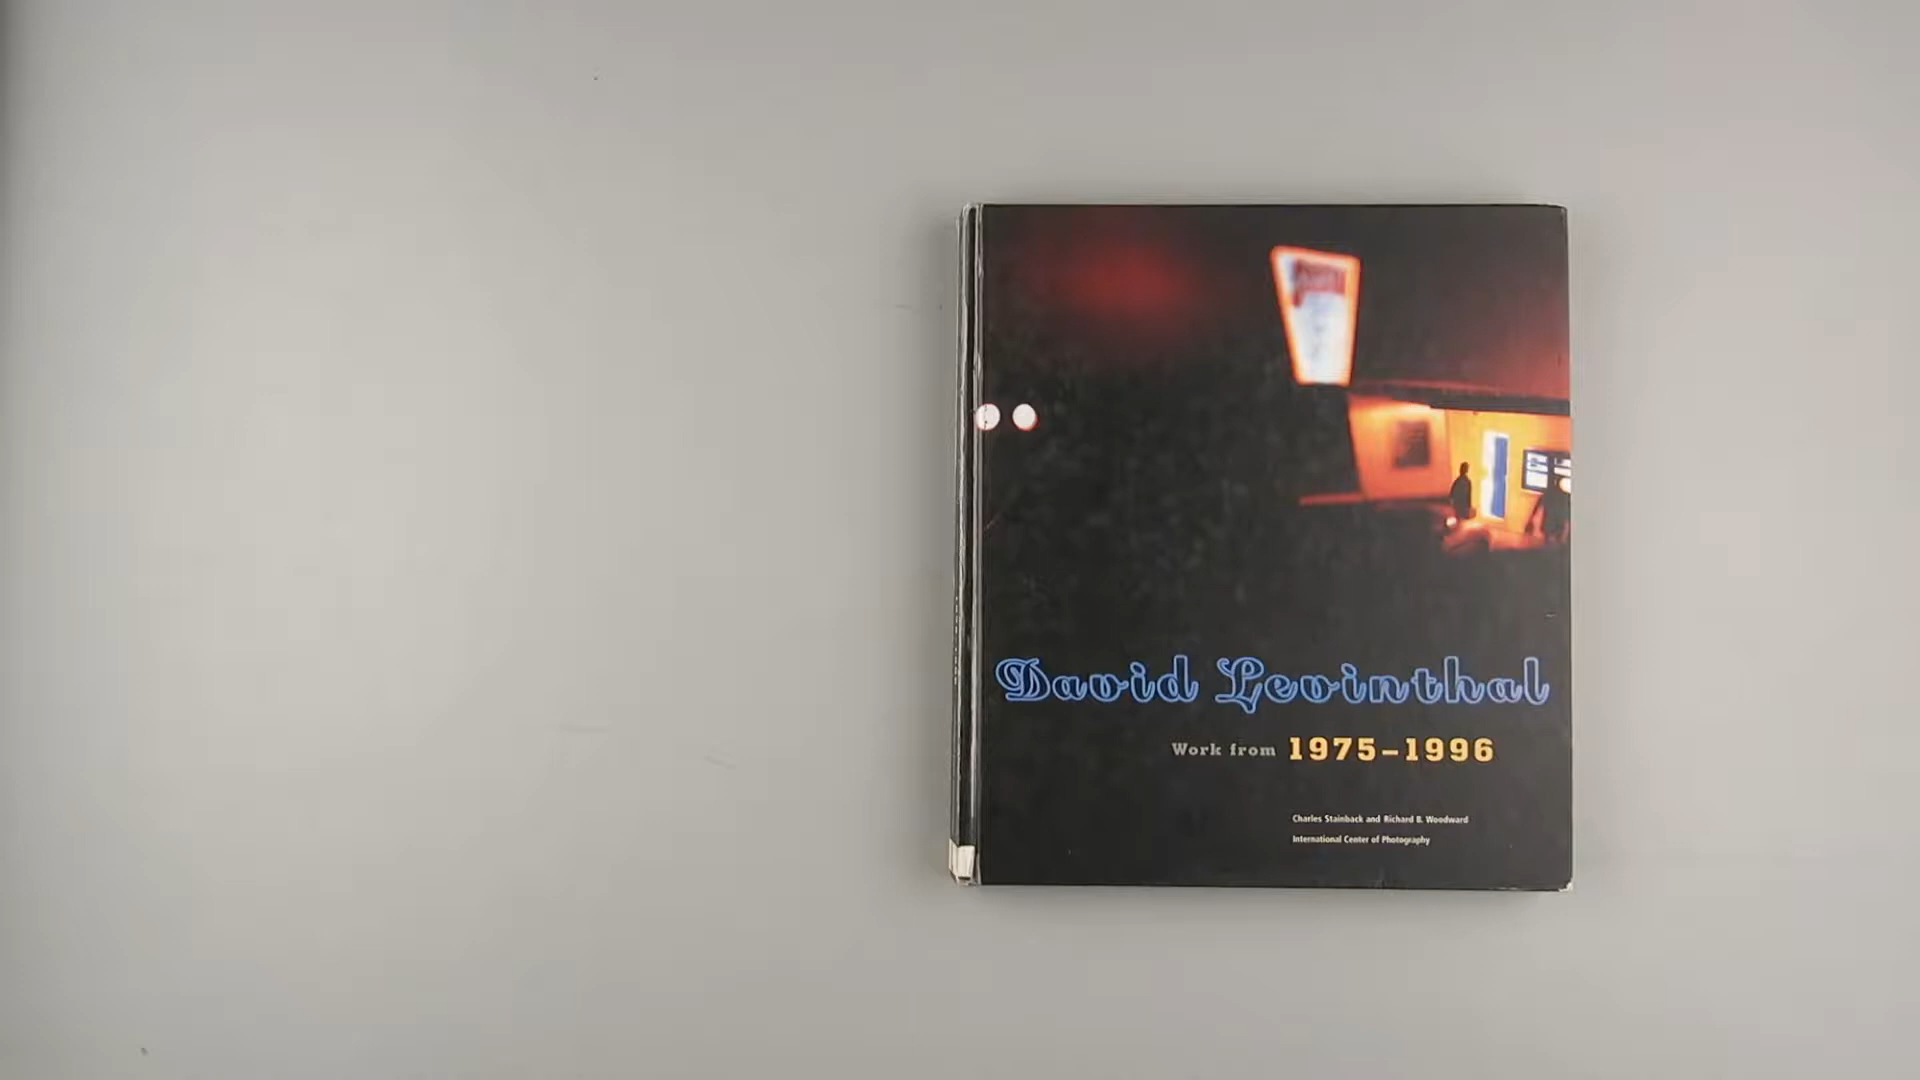 David Levinthal
Work from 1975–1996
Charles Stainback and Richard B. Woodward
International Center of Photography